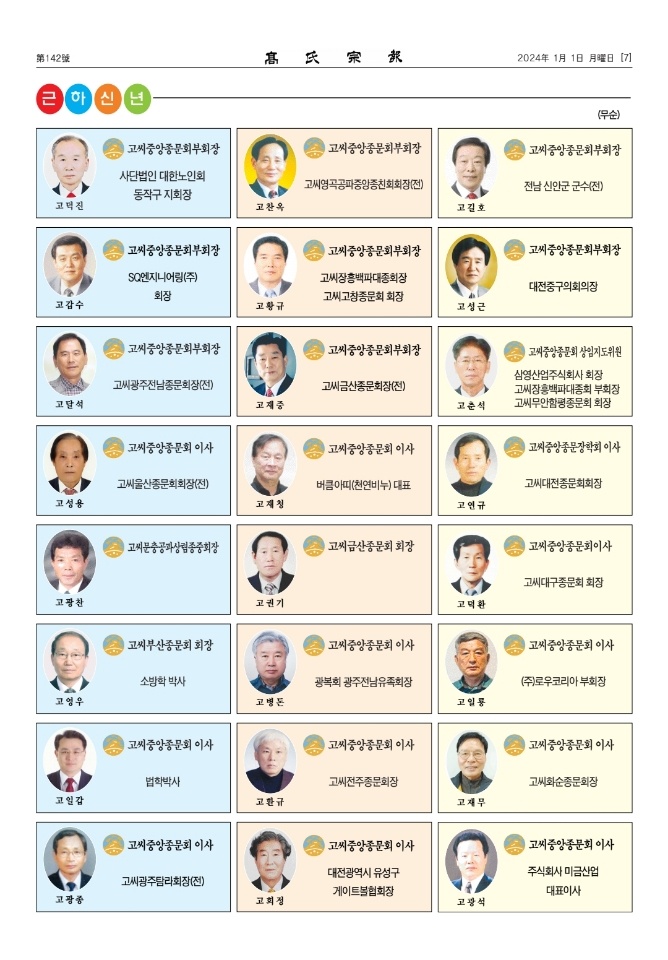 第142號
高氏宗報
2024年 1月 1日 月曜日 [7]
근하신년
(무순)
고씨중앙종문회부회장
사단법인 대한노인회
동작구 지회장
고덕진
고씨중앙종문회부회장
고씨영곡공파중앙종친회회장(전)
고찬옥
고씨중앙종문회부회장
전남 신안군 군수(전)
고길호
고씨중앙종문회부회장
SQ엔지니어링(주)
회장
고갑수
고씨중앙종문회부회장
고씨장흥백파대종회장
고씨고창종문회 회장
고황규
고씨중앙종문회부회장
대전중구의회의장
고성근
고씨중앙종문회부회장
고씨광주전남종문회장(전)
고달석
고씨중앙종문회부회장
고씨금산종문회장(전)
고재중
고씨중앙종문회 상임지도위원
삼영산업주식회사 회장
고씨장흥백파대종회 부회장
고씨무안함평종문회 회장
고춘석
고씨중앙종문회 이사
고씨울산종문회회장(전)
고성용
고씨중앙종문회 이사
버클아띠(천연비누) 대표
고재칭
고씨중앙종문장학회 이사
고씨대전종문회회장
고연규
고씨문충공파상립종중회장
고광찬
고씨금산종문회 회장
고권기
고씨중앙종문회이사
고씨대구종문회 회장
고덕환
고씨부산종문회 회장
소방학 박사
고영우
고씨중앙종문회 이사
광복회 광주전남유족회장
고병돈
고씨중앙종문회 이사
(주)로우코리아 부회장
고일룡
고씨중앙종문회 이사
법학박사
고일갑
고씨중앙종문회 이사
고씨전주종문회장
고환규
고씨중앙종문회 이사
고씨화순종문회장
고재무
고씨중앙종문회 이사
고씨광주탐라회장(전)
고광종
고씨중앙종문회 이사
대전광역시 유성구
게이트볼협회장
고희정
고씨중앙종문회 이사
주식회사 미금산업
대표이사
고광석